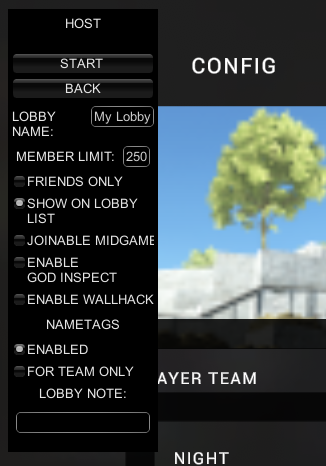 HOST
START
BACK
LOBBY
NAME:
My Lobby
MEMBER LIMIT: 250
FRIENDS ONLY
SHOW ON LOBBY
LIST
JOINABLE MIDGAME
ENABLE
GOD INSPECT
ENABLE WALLHACK
NAMETAGS
ENABLED
FOR TEAM ONLY
LOBBY NOTE:
CONFIG
AYER TEAM
NIGHT